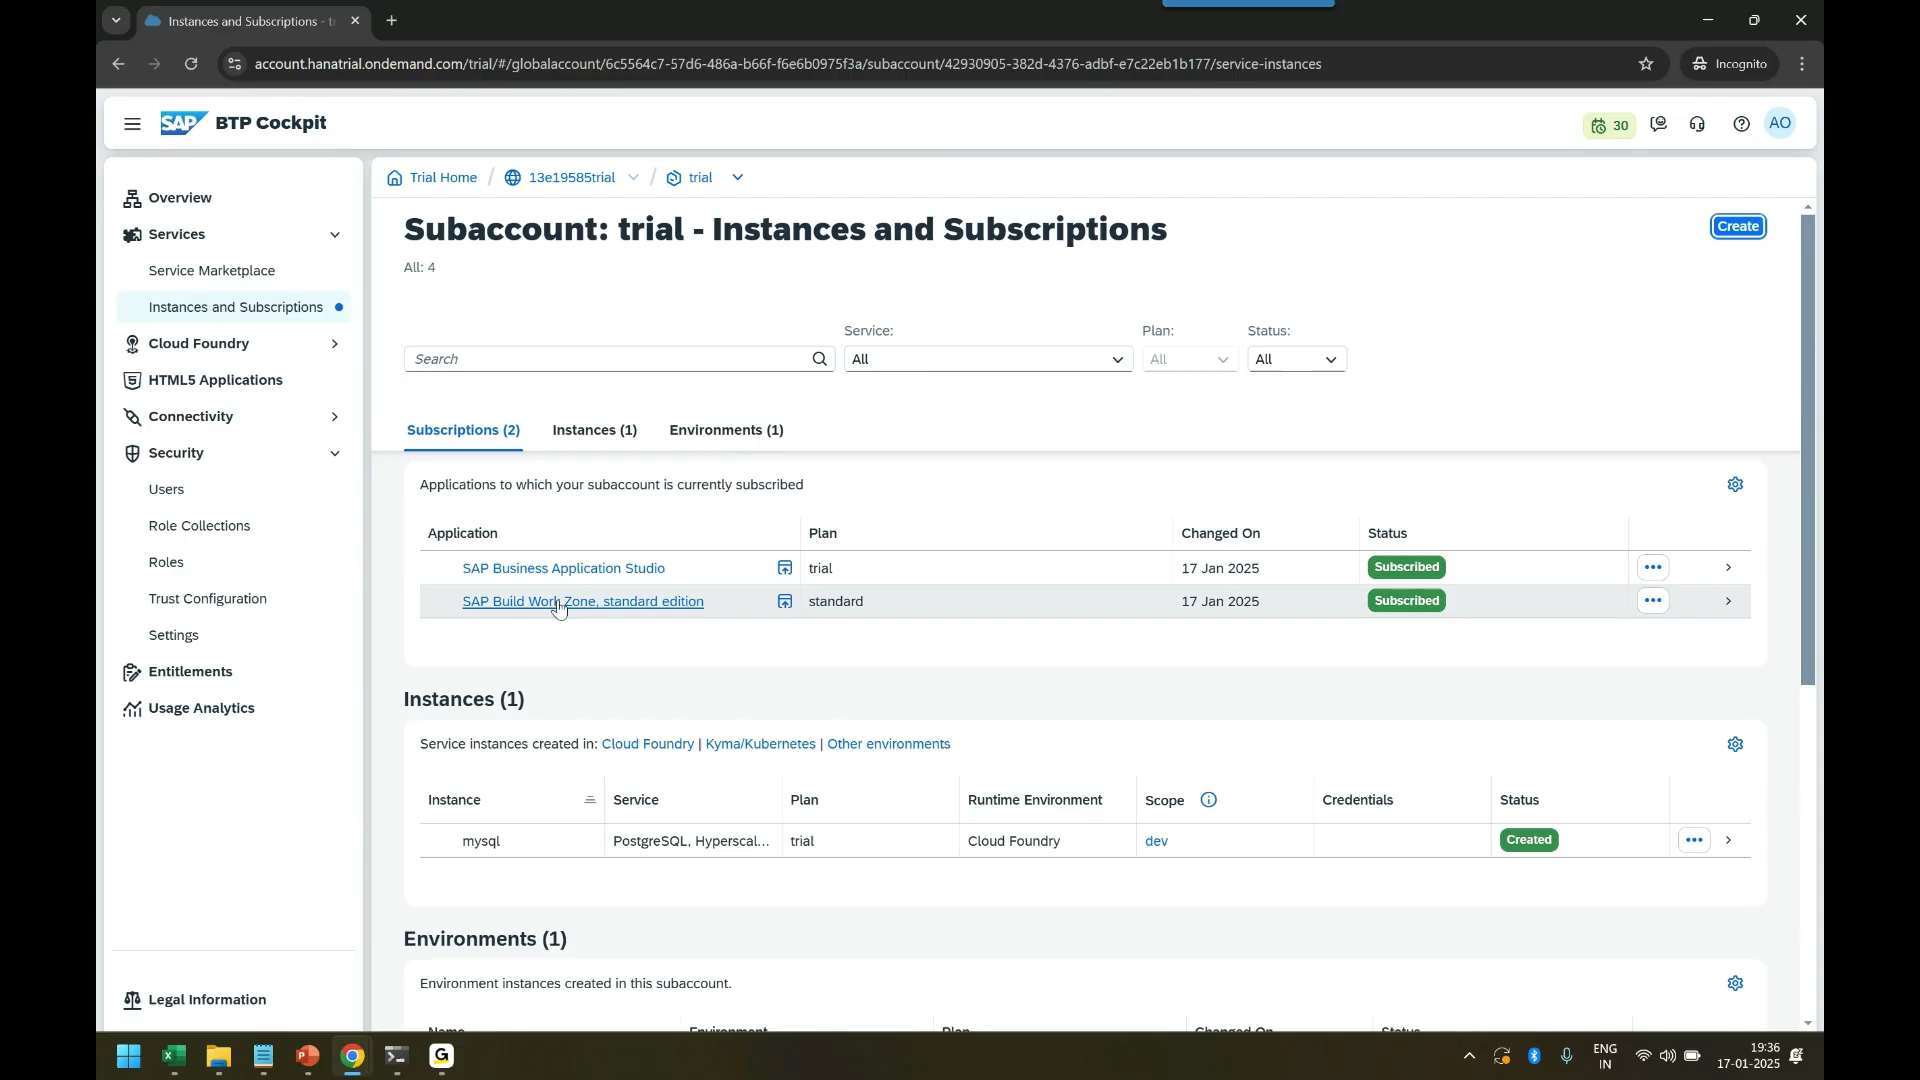 Instances and Subscriptions - tr
account.hanatrial.ondemand.com/trial/#/globalaccount/6c5564c7-57d6-486a-b66f-f6e6b0975f3a/subaccount/42930905-382d-4376-adbf-e7c22eb1b177/service-instances
Incognito
SAP BTP Cockpit
30
AO
Overview
Services
Service Marketplace
Instances and Subscriptions
Cloud Foundry
HTML5 Applications
Connectivity
Security
Users
Role Collections
Roles
Trust Configuration
Settings
Entitlements
Usage Analytics
Legal Information
Trial Home / 13e19585trial / trial
Subaccount: trial - Instances and Subscriptions
Create
All: 4
Service: Plan: Status:
Search All All All
Subscriptions (2) Instances (1) Environments (1)
Applications to which your subaccount is currently subscribed
Application Plan Changed On Status
SAP Business Application Studio trial 17 Jan 2025 Subscribed
SAP Build Work Zone, standard edition standard 17 Jan 2025 Subscribed
Instances (1)
Service instances created in: Cloud Foundry | Kyma/Kubernetes | Other environments
Instance Service Plan Runtime Environment Scope Credentials Status
mysql PostgreSQL, Hyperscal... trial Cloud Foundry dev Created
Environments (1)
Environment instances created in this subaccount.
Name Environment Plan Changed On Status
ENG
IN
19:36
17-01-2025